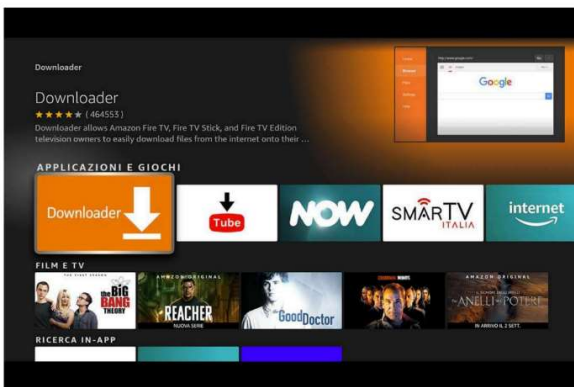 Downloader
Downloader
(464553)
Downloader allows Amazon Fire TV, Fire TV Stick, and Fire TV Edition
television owners to easily download files from the internet onto their ...
Google
APPLICAZIONI E GIOCHI
Downloader
Tube
NOW
SMARTV
ITALIA
internet
FILM E TV
the BIG
BANG
THEORY
AMAZON ORIGINAL
REACHER
NUOVA SERIE
the GoodDoctor
WARS
AMAZON ORIGINAL
ANELLI POTERE
IN ARRIVO IL 2 SETT.
RICERCA IN-APP